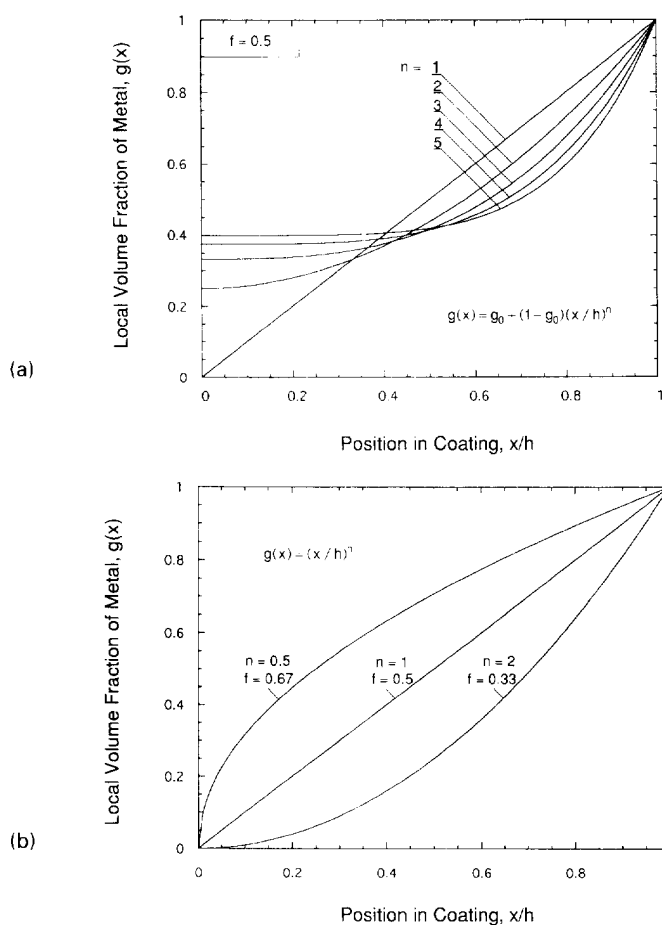 f = 0.5
n = 1
2
3
4
5
g(x) = g₀ + (1 - g₀)(x / h)ⁿ
Local Volume Fraction of Metal, g(x)
1
0.8
0.6
0.4
0.2
0
0 0.2 0.4 0.6 0.8 1
Position in Coating, x/h
(a)
g(x) = (x / h)ⁿ
n = 0.5 n = 1 n = 2
f = 0.67 f = 0.5 f = 0.33
Local Volume Fraction of Metal, g(x)
1
0.8
0.6
0.4
0.2
0
0 0.2 0.4 0.6 0.8
Position in Coating, x/h
(b)